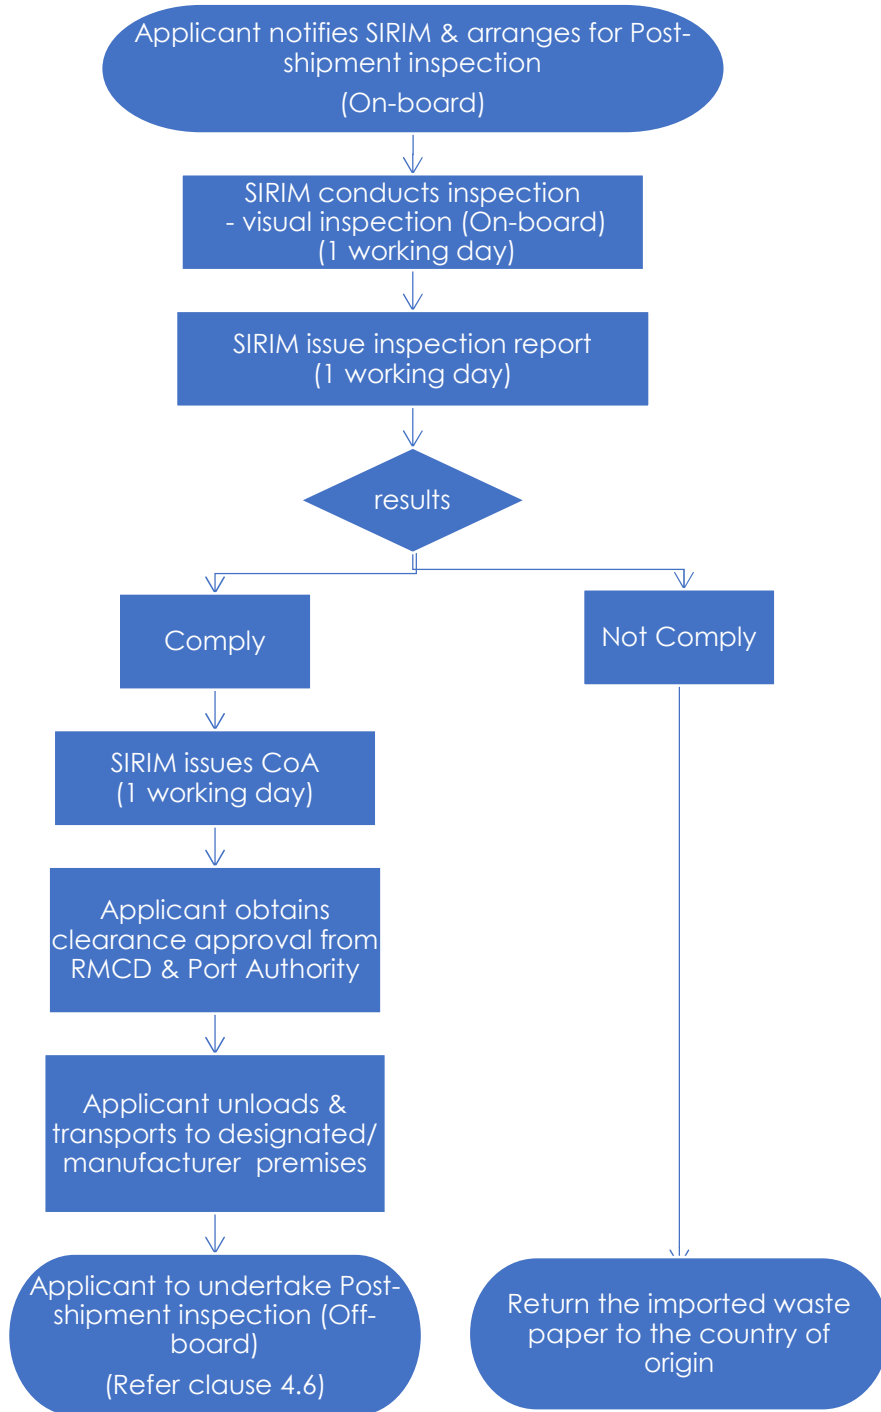 Applicant notifies SIRIM & arranges for Post-
shipment inspection
(On-board)
SIRIM conducts inspection
- visual inspection (On-board)
(1 working day)
SIRIM issue inspection report
(1 working day)
results
Comply
Not Comply
SIRIM issues CoA
(1 working day)
Applicant obtains
clearance approval from
RMCD & Port Authority
Applicant unloads &
transports to designated/
manufacturer premises
Applicant to undertake Post-
shipment inspection (Off-
board)
(Refer clause 4.6)
Return the imported waste
paper to the country of
origin